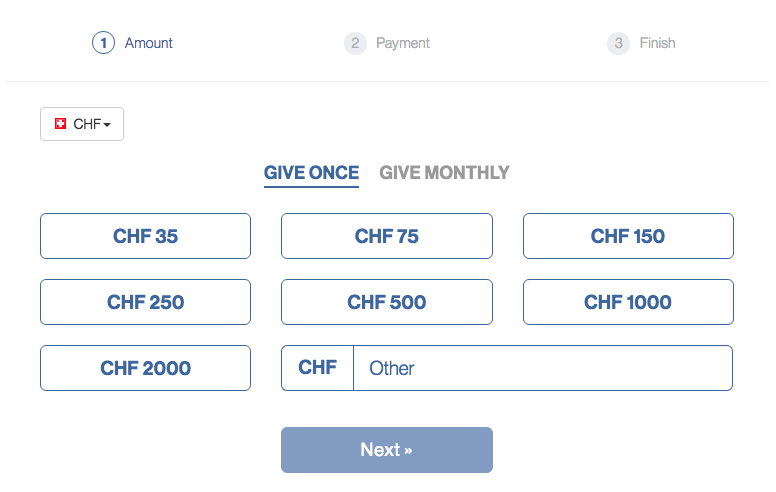 1 Amount 2 Payment 3 Finish
CHF
GIVE ONCE GIVE MONTHLY
CHF 35 CHF 75 CHF 150
CHF 250 CHF 500 CHF 1000
CHF 2000 CHF Other
Next »